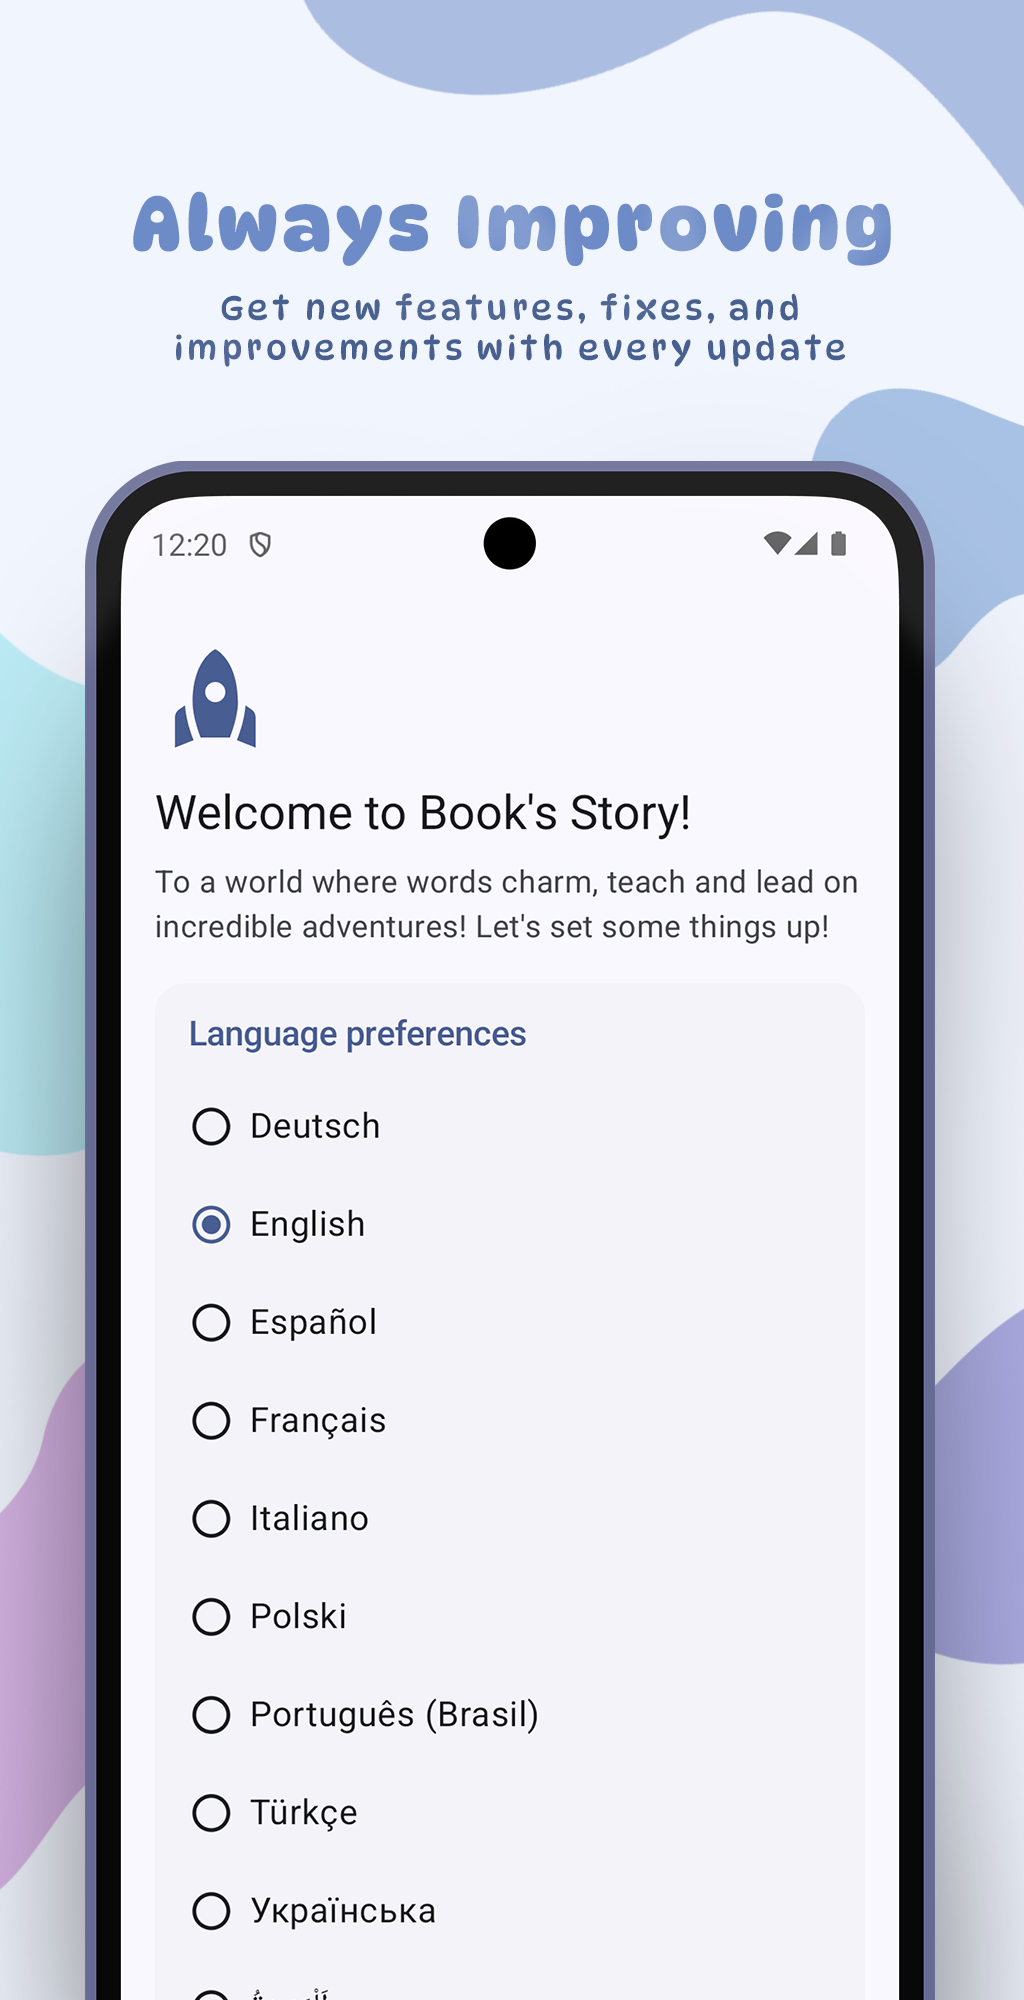 Always Improving
Get new features, fixes, and
improvements with every update
12:20
Welcome to Book's Story!
To a world where words charm, teach and lead on
incredible adventures! Let's set some things up!
Language preferences
Deutsch
English
Español
Français
Italiano
Polski
Português (Brasil)
Türkçe
Українська